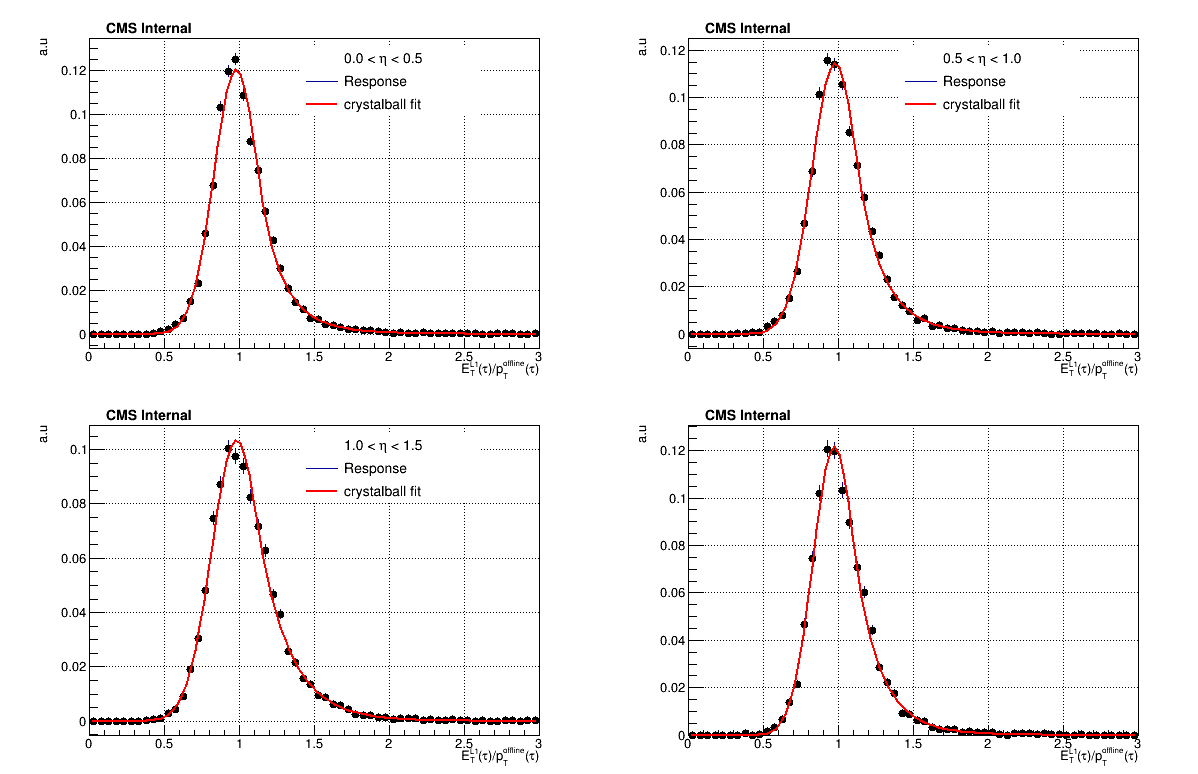 CMS Internal
a.u
0.0 < η < 0.5
Response
crystalball fit
0.12
0.1
0.08
0.06
0.04
0.02
0
0 0.5 1 1.5 2 2.5 3
E_T^L1(τ)/p_T^offline(τ)
CMS Internal
a.u
0.5 < η < 1.0
Response
crystalball fit
0.12
0.1
0.08
0.06
0.04
0.02
0
0 0.5 1 1.5 2 2.5 3
E_T^L1(τ)/p_T^offline(τ)
CMS Internal
a.u
1.0 < η < 1.5
Response
crystalball fit
0.1
0.08
0.06
0.04
0.02
0
0 0.5 1 1.5 2 2.5 3
E_T^L1(τ)/p_T^offline(τ)
CMS Internal
a.u
0.12
0.1
0.08
0.06
0.04
0.02
0
0 0.5 1 1.5 2 2.5 3
E_T^L1(τ)/p_T^offline(τ)